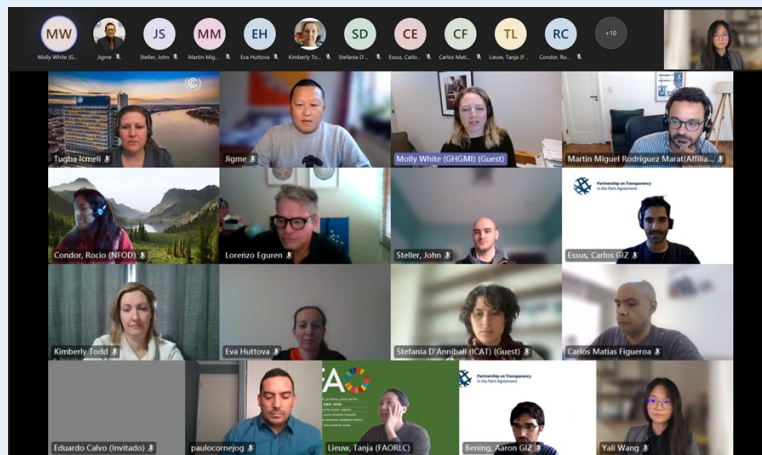 MW
JS
MM
EH
SD
CE
CF
TL
RC
+10
Molly White (G...
Jigme
Steller, John
Martin Mig...
Eva Huttova
Kimberly To...
Stefania D'...
Essus, Carlo...
Carlos Mati...
Lieuw, Tanja (F...
Condor, Ro...
Tugba Icmeli
Jigme
Molly White (GHGMI) (Guest)
Martin Miguel Rodriguez Marat(Affilia...
Partnership on Transparency
in the Paris Agreement
Condor, Rocio (NFOD)
Lorenzo Eguren
Steller, John
Essus, Carlos GIZ
Kimberly Todd
Eva Huttova
Stefania D'Annibali (ICAT) (Guest)
Carlos Matias Figueroa
FAO
Partnership on Transparency
in the Paris Agreement
Eduardo Calvo (Invitado)
paulocornejog
Lieuw, Tanja (FAORLC)
Bening, Aaron GIZ
Yali Wang